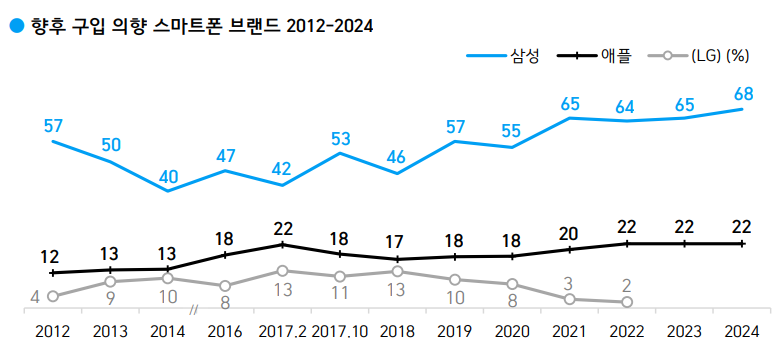 향후 구입 의향 스마트폰 브랜드 2012-2024
삼성 애플 (LG) (%)
57 50 40 47 42 53 46 57 55 65 64 65 68
12 13 13 18 22 18 17 18 18 20 22 22 22
4 9 10 8 13 11 13 10 8 3 2
2012 2013 2014 2016 2017.2 2017.10 2018 2019 2020 2021 2022 2023 2024